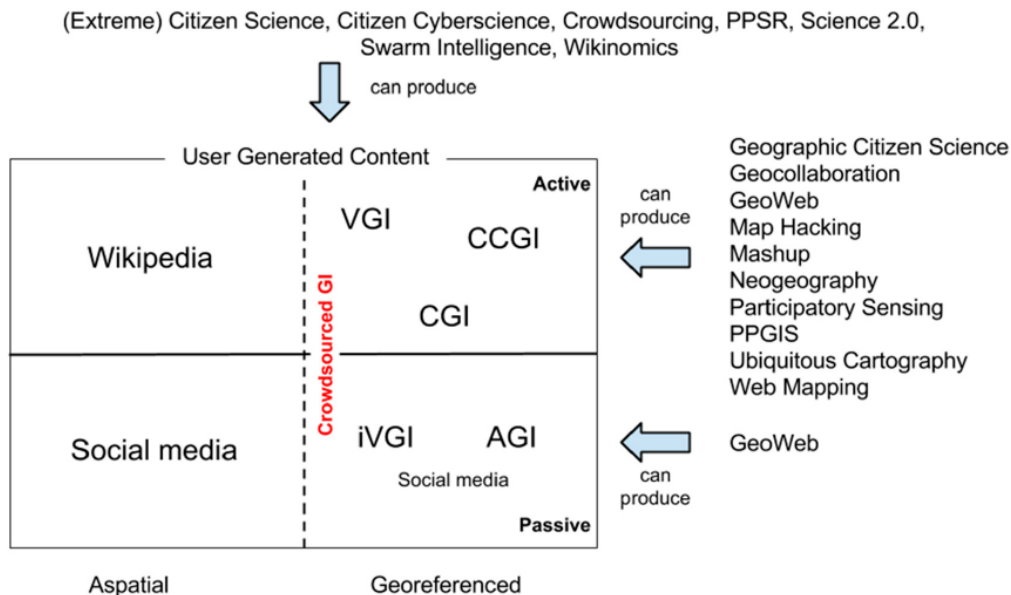 (Extreme) Citizen Science, Citizen Cyberscience, Crowdsourcing, PPSR, Science 2.0,
Swarm Intelligence, Wikinomics
can produce
User Generated Content
Active
VGI
CCGI
Wikipedia
CGI
Crowdsourced GI
Social media
iVGI
AGI
Social media
Passive
Aspatial
Georeferenced
can
produce
Geographic Citizen Science
Geocollaboration
GeoWeb
Map Hacking
Mashup
Neogeography
Participatory Sensing
PPGIS
Ubiquitous Cartography
Web Mapping
GeoWeb
can
produce